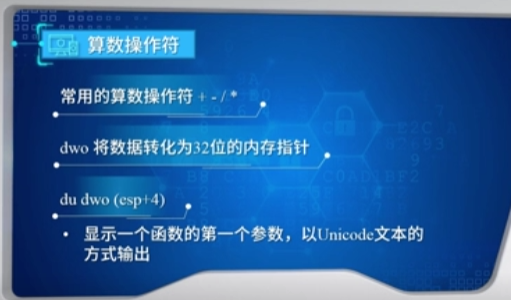 算数操作符
常用的算数操作符 + - / *
dwo 将数据转化为32位的内存指针
du dwo (esp+4)
• 显示一个函数的第一个参数，以Unicode文本的
方式输出